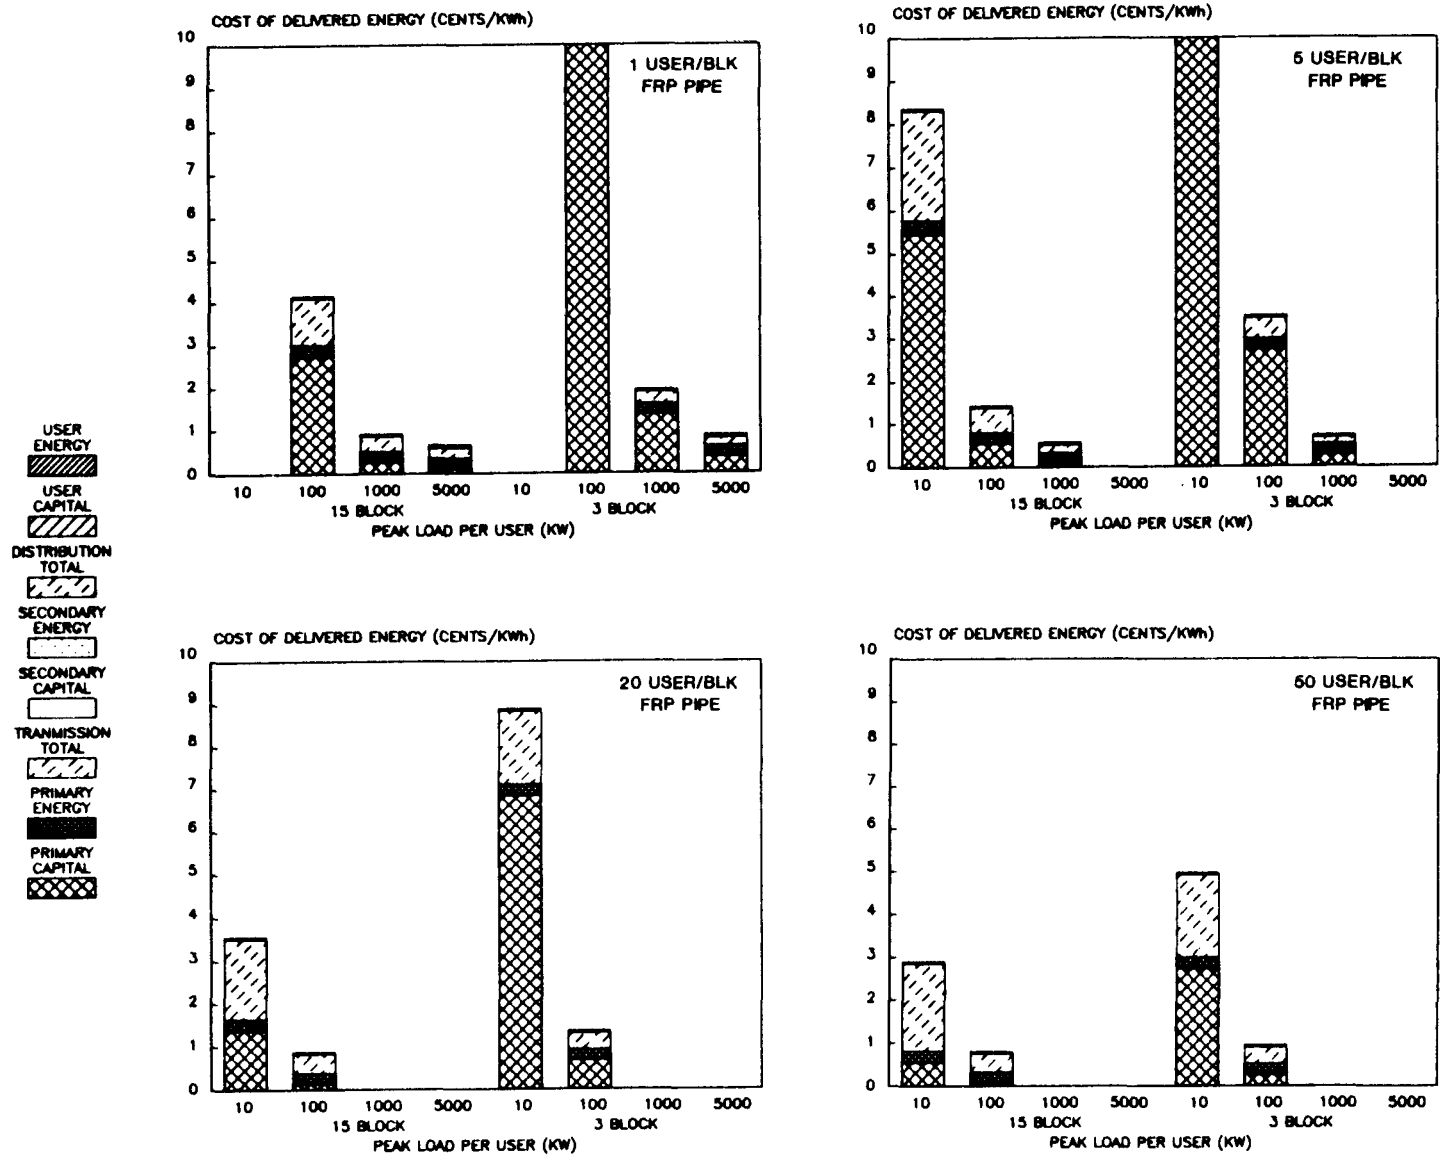 COST OF DELIVERED ENERGY (CENTS/KWh)
10
9
8
7
6
5
4
3
2
1
0
1 USER/BLK
FRP PIPE
10 100 1000 5000 10 100 1000 5000
15 BLOCK 3 BLOCK
PEAK LOAD PER USER (KW)
COST OF DELIVERED ENERGY (CENTS/KWh)
10
9
8
7
6
5
4
3
2
1
0
5 USER/BLK
FRP PIPE
10 100 1000 5000 10 100 1000 5000
15 BLOCK 3 BLOCK
PEAK LOAD PER USER (KW)
USER
ENERGY
USER
CAPITAL
DISTRIBUTION
TOTAL
SECONDARY
ENERGY
SECONDARY
CAPITAL
TRANMISSION
TOTAL
PRIMARY
ENERGY
PRIMARY
CAPITAL
COST OF DELIVERED ENERGY (CENTS/KWh)
10
9
8
7
6
5
4
3
2
1
0
20 USER/BLK
FRP PIPE
10 100 1000 5000 10 100 1000 5000
15 BLOCK 3 BLOCK
PEAK LOAD PER USER (KW)
COST OF DELIVERED ENERGY (CENTS/KWh)
10
9
8
7
6
5
4
3
2
1
0
50 USER/BLK
FRP PIPE
10 100 1000 5000 10 100 1000 5000
15 BLOCK 3 BLOCK
PEAK LOAD PER USER (KW)